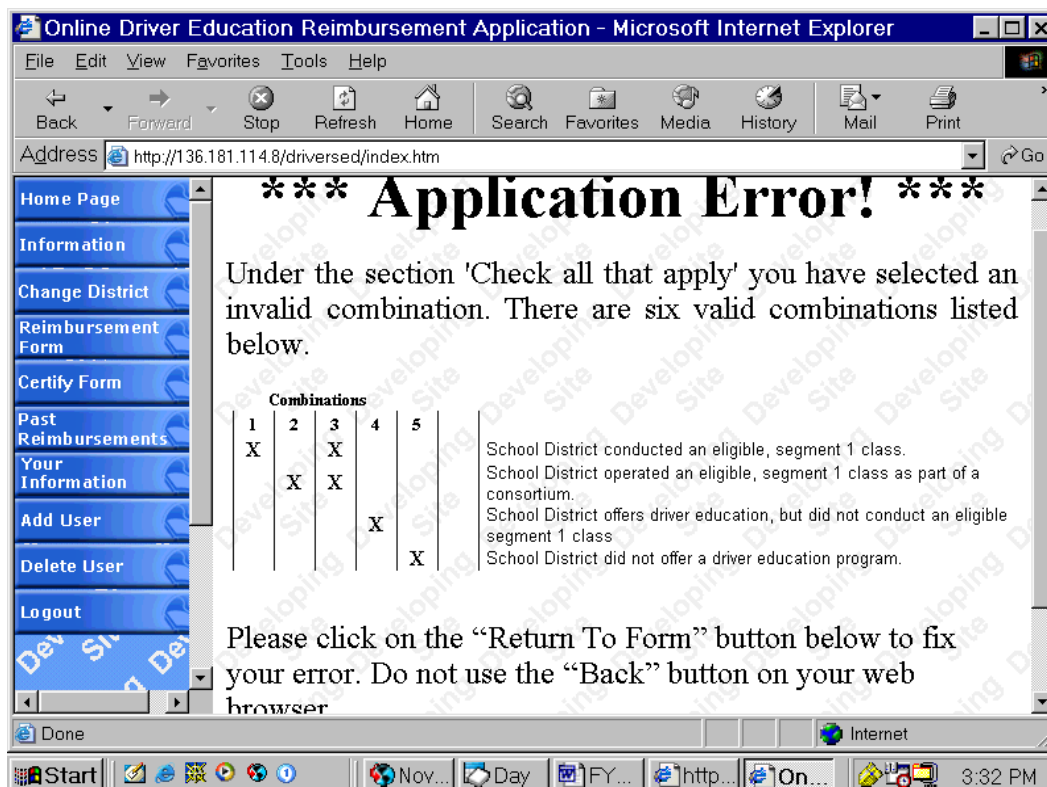 Online Driver Education Reimbursement Application - Microsoft Internet Explorer
File Edit View Favorites Tools Help
Back Forward Stop Refresh Home Search Favorites Media History Mail Print
Address http://136.181.114.8/driversed/index.htm Go
Home Page
Information
Change District
Reimbursement
Form
Certify Form
Past
Reimbursements
Your
Information
Add User
Delete User
Logout
*** Application Error! ***
Under the section 'Check all that apply' you have selected an
invalid combination. There are six valid combinations listed
below.
Combinations
1 2 3 4 5
X X School District conducted an eligible, segment 1 class.
X X School District operated an eligible, segment 1 class as part of a
consortium.
X School District offers driver education, but did not conduct an eligible
segment 1 class
X School District did not offer a driver education program.
Please click on the “Return To Form” button below to fix
your error. Do not use the “Back” button on your web
browser
Developing Site
Done Internet
Start Nov... Day FY... http... On... 3:32 PM